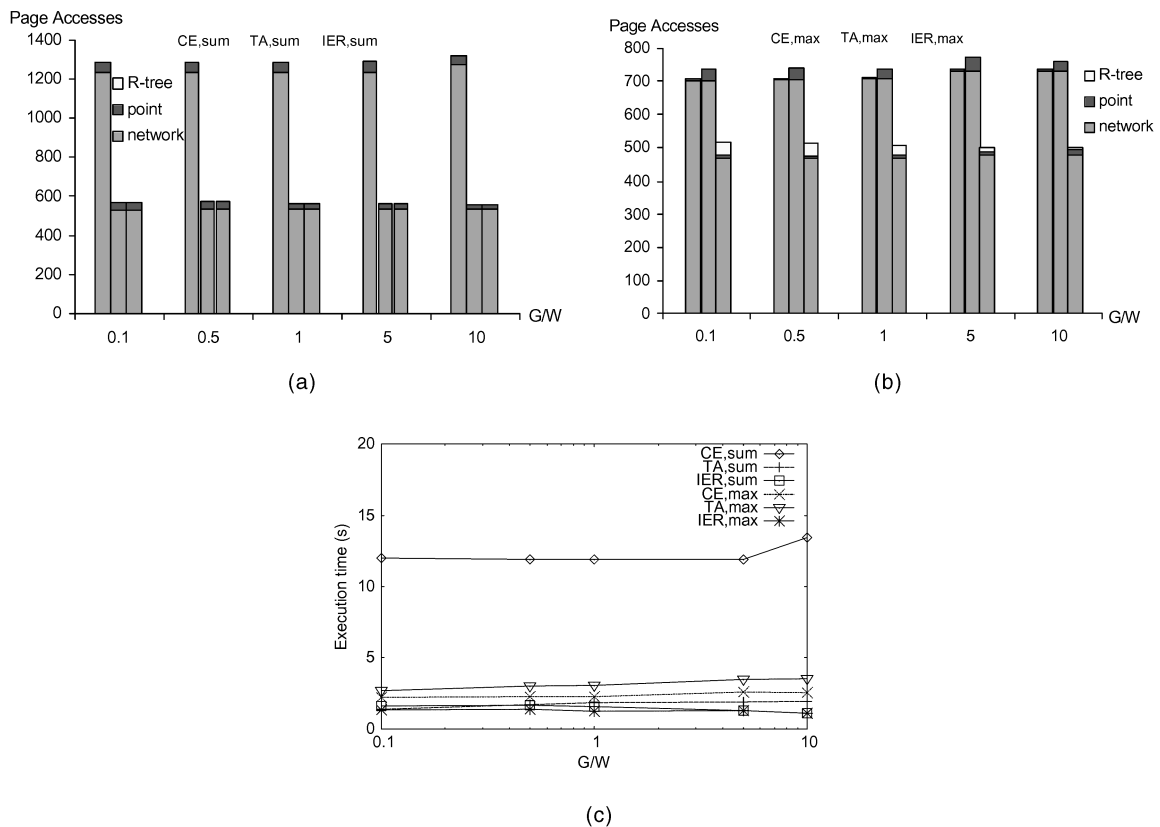 Page Accesses
1400
1200
1000
800
600
400
200
0
CE,sum TA,sum IER,sum
R-tree
point
network
0.1 0.5 1 5 10
G/W
(a)
Page Accesses
800
700
600
500
400
300
200
100
0
CE,max TA,max IER,max
R-tree
point
network
0.1 0.5 1 5 10
G/W
(b)
20
15
10
5
0
Execution time (s)
CE,sum
TA,sum
IER,sum
CE,max
TA,max
IER,max
0.1 1 10
G/W
(c)